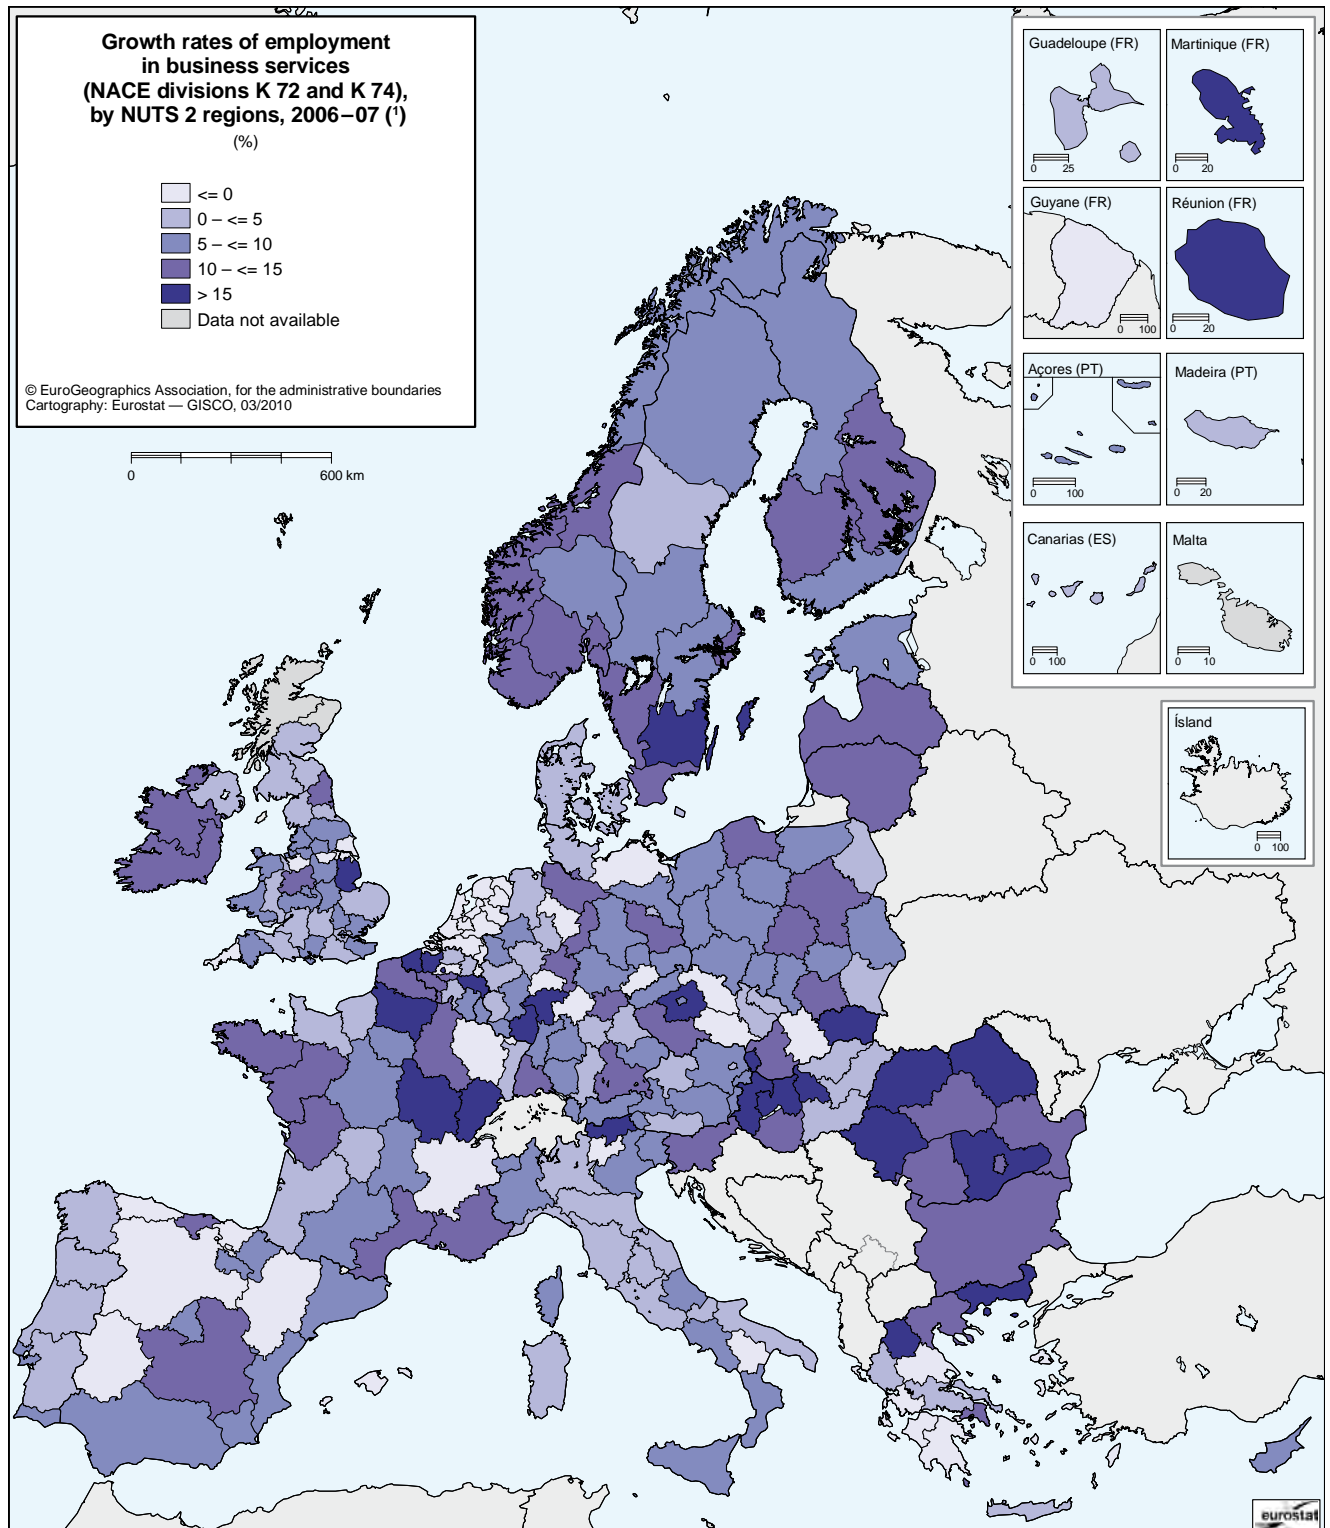 Growth rates of employment
in business services
(NACE divisions K 72 and K 74),
by NUTS 2 regions, 2006–07 (¹)
(%)
<= 0
0 – <= 5
5 – <= 10
10 – <= 15
> 15
Data not available
© EuroGeographics Association, for the administrative boundaries
Cartography: Eurostat — GISCO, 03/2010
0 600 km
Guadeloupe (FR)
0 25
Martinique (FR)
0 20
Guyane (FR)
0 100
Réunion (FR)
0 20
Açores (PT)
0 100
Madeira (PT)
0 20
Canarias (ES)
0 100
Malta
0 10
Ísland
0 100
eurostat